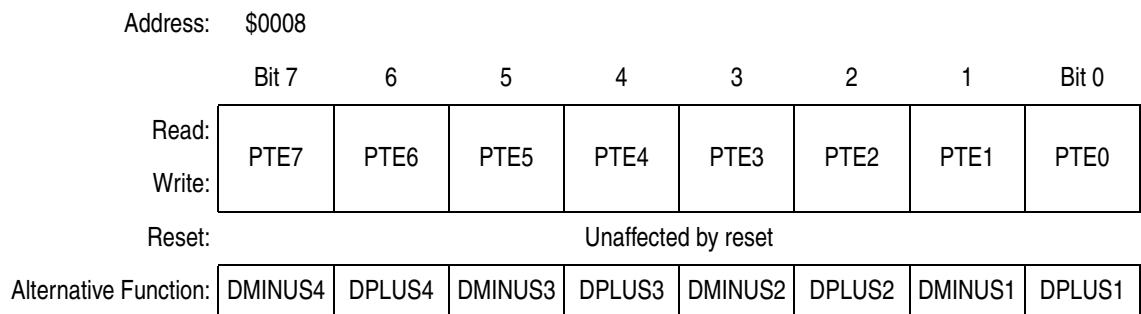 Address: $0008
Bit 7 6 5 4 3 2 1 Bit 0
Read:
PTE7 PTE6 PTE5 PTE4 PTE3 PTE2 PTE1 PTE0
Write:
Reset: Unaffected by reset
Alternative Function: DMINUS4 DPLUS4 DMINUS3 DPLUS3 DMINUS2 DPLUS2 DMINUS1 DPLUS1